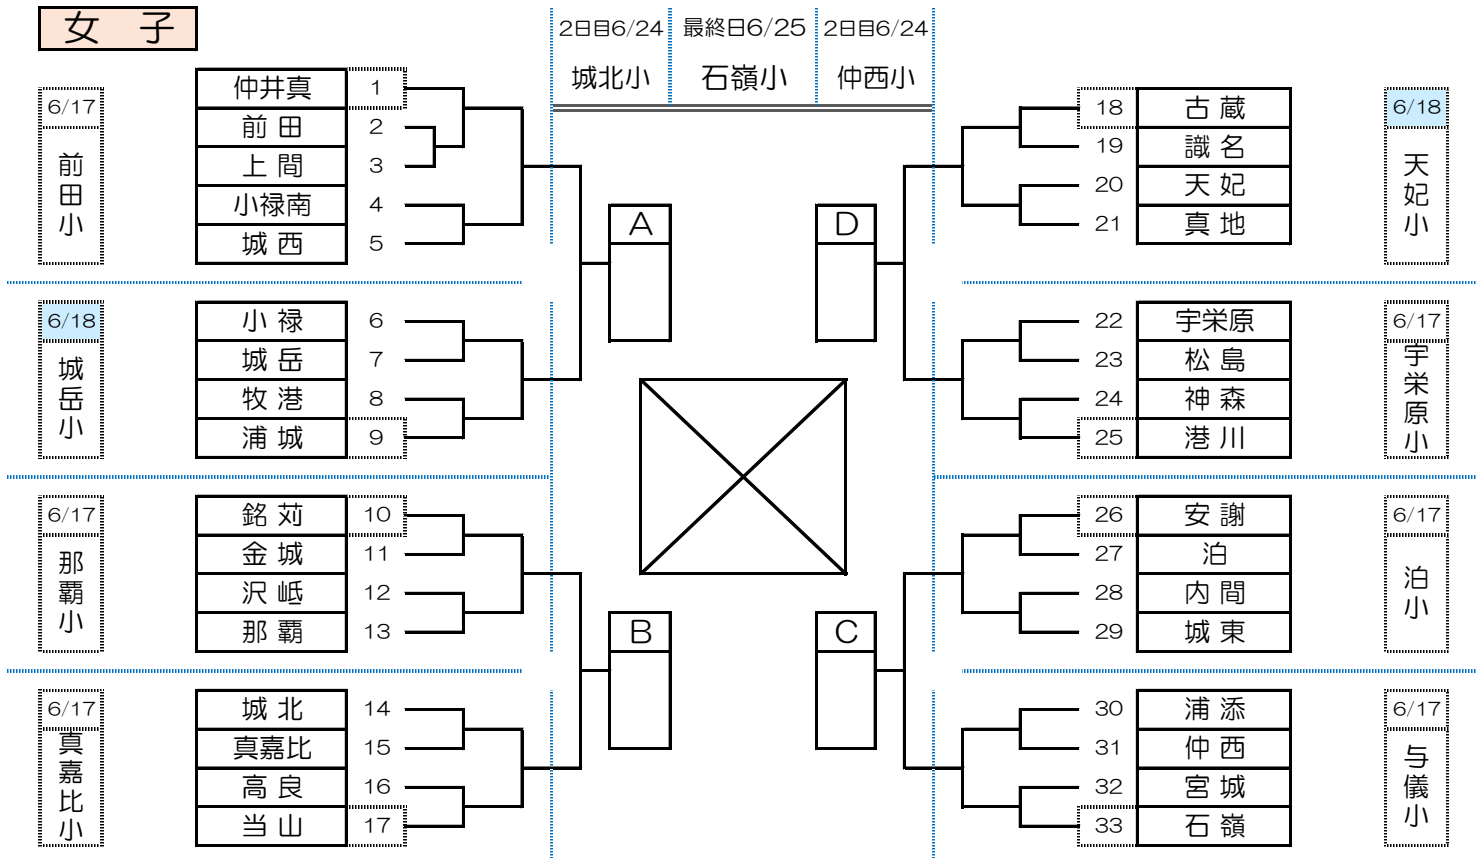 女 子
2日目6/24 最終日6/25 2日目6/24
城北小 石嶺小 仲西小
6/17
前田小
仲井真 1
前 田 2
上 間 3
小禄南 4
城 西 5
6/18
城岳小
小 禄 6
城 岳 7
牧 港 8
浦 城 9
6/17
那覇小
銘 苅 10
金 城 11
沢 岻 12
那 覇 13
6/17
真嘉比小
城 北 14
真嘉比 15
高 良 16
当 山 17
A
B
D
C
18 古 蔵
19 識 名
20 天 妃
21 真 地
6/18
天妃小
22 宇栄原
23 松 島
24 神 森
25 港 川
6/17
宇栄原小
26 安 謝
27 泊
28 内 間
29 城 東
6/17
泊小
30 浦 添
31 仲 西
32 宮 城
33 石 嶺
6/17
与儀小